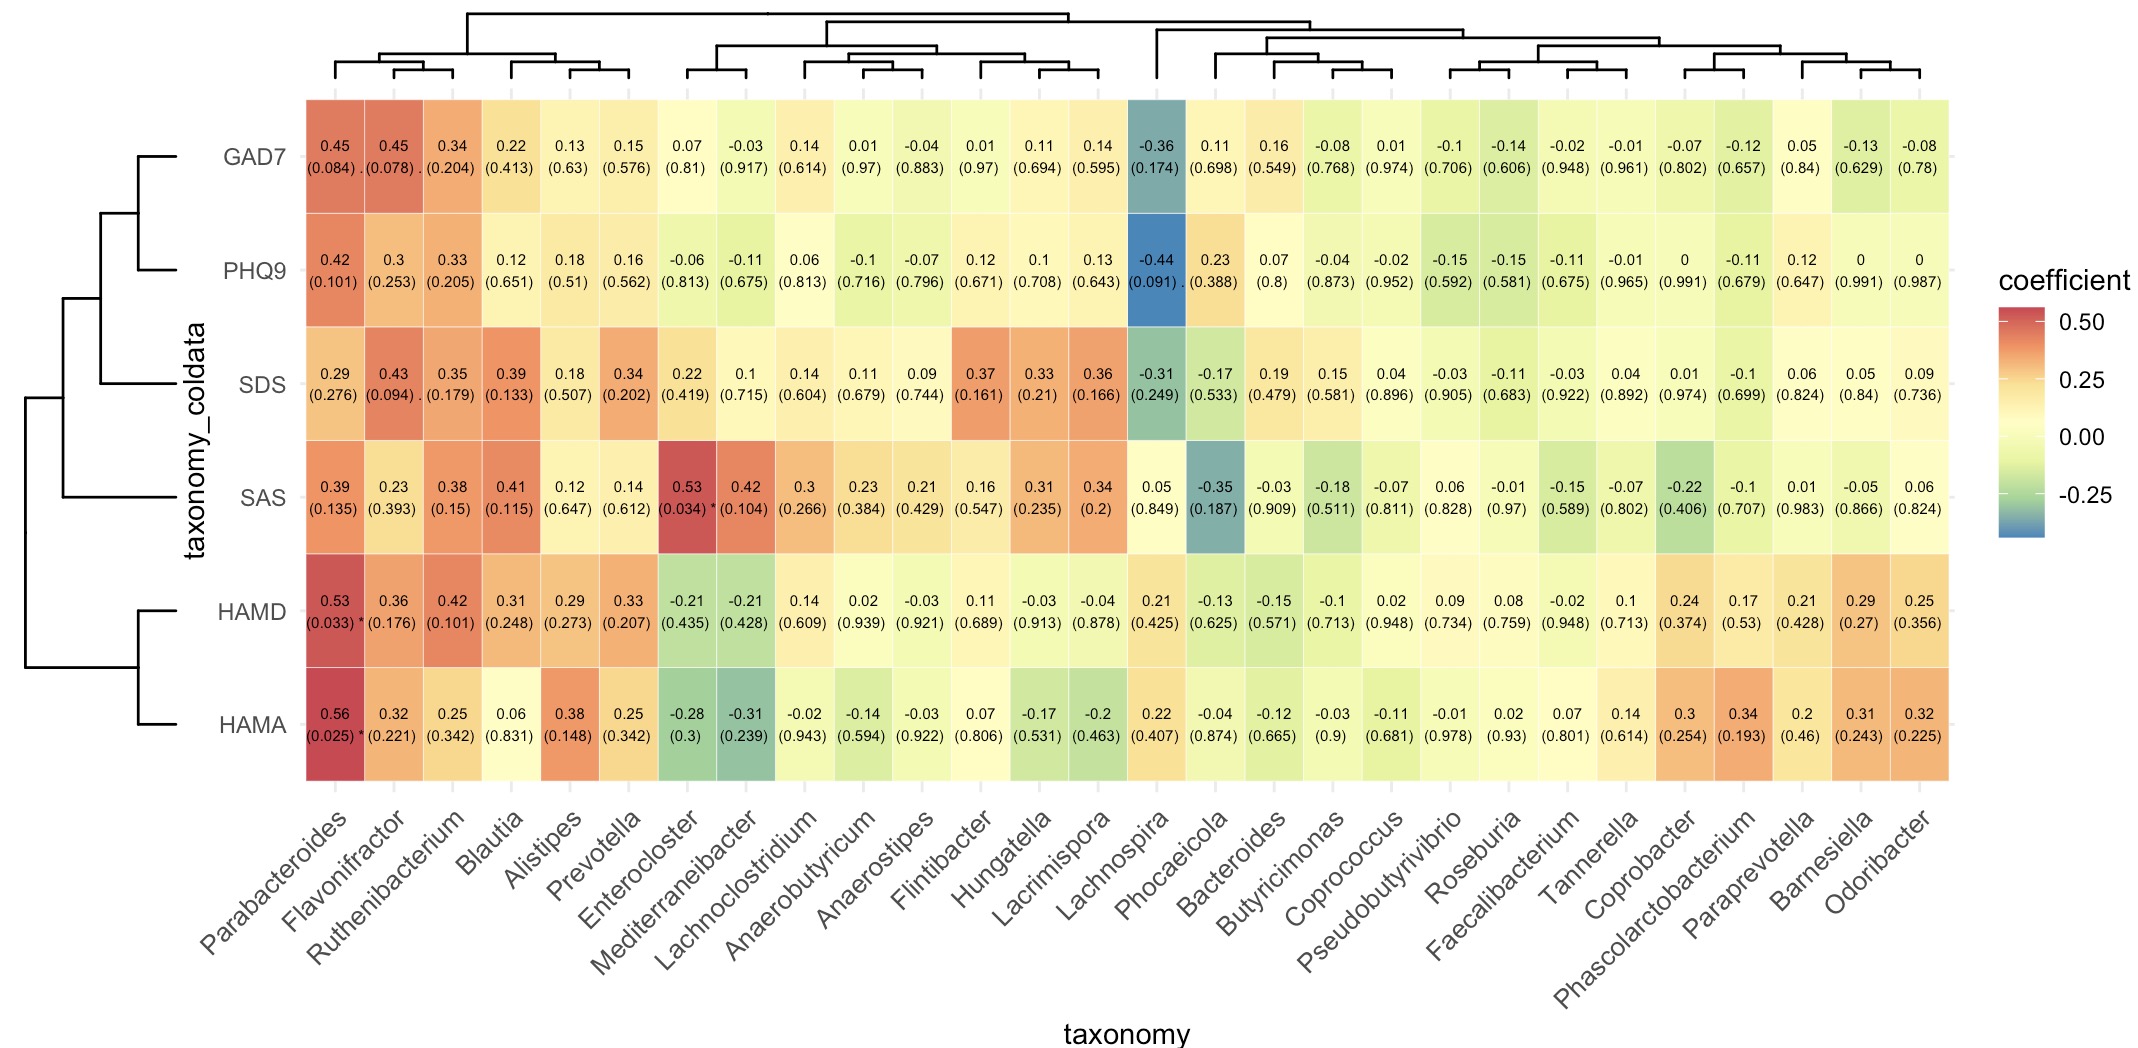 GAD7
0.45 0.45 0.34 0.22 0.13 0.15 0.07 -0.03 0.14 0.01 -0.04 0.01 0.11 0.14 -0.36 0.11 0.16 -0.08 0.01 -0.1 -0.14 -0.02 -0.01 -0.07 -0.12 0.05 -0.13 -0.08
(0.084) . (0.078) . (0.204) (0.413) (0.63) (0.576) (0.81) (0.917) (0.614) (0.97) (0.883) (0.97) (0.694) (0.595) (0.174) (0.698) (0.549) (0.768) (0.974) (0.706) (0.606) (0.948) (0.961) (0.802) (0.657) (0.84) (0.629) (0.78)
PHQ9
0.42 0.3 0.33 0.12 0.18 0.16 -0.06 -0.11 0.06 -0.1 -0.07 0.12 0.1 0.13 -0.44 0.23 0.07 -0.04 -0.02 -0.15 -0.15 -0.11 -0.01 0 -0.11 0.12 0 0
(0.101) (0.253) (0.205) (0.651) (0.51) (0.562) (0.813) (0.675) (0.813) (0.716) (0.796) (0.671) (0.708) (0.643) (0.091) . (0.388) (0.8) (0.873) (0.952) (0.592) (0.581) (0.675) (0.965) (0.991) (0.679) (0.647) (0.991) (0.987)
SDS
0.29 0.43 0.35 0.39 0.18 0.34 0.22 0.1 0.14 0.11 0.09 0.37 0.33 0.36 -0.31 -0.17 0.19 0.15 0.04 -0.03 -0.11 -0.03 0.04 0.01 -0.1 0.06 0.05 0.09
(0.276) (0.094) . (0.179) (0.133) (0.507) (0.202) (0.419) (0.715) (0.604) (0.679) (0.744) (0.161) (0.21) (0.166) (0.249) (0.533) (0.479) (0.581) (0.896) (0.905) (0.683) (0.922) (0.892) (0.974) (0.699) (0.824) (0.84) (0.736)
SAS
0.39 0.23 0.38 0.41 0.12 0.14 0.53 0.42 0.3 0.23 0.21 0.16 0.31 0.34 0.05 -0.35 -0.03 -0.18 -0.07 0.06 -0.01 -0.15 -0.07 -0.22 -0.1 0.01 -0.05 0.06
(0.135) (0.393) (0.15) (0.115) (0.647) (0.612) (0.034) * (0.104) (0.266) (0.384) (0.429) (0.547) (0.235) (0.2) (0.849) (0.187) (0.909) (0.511) (0.811) (0.828) (0.97) (0.589) (0.802) (0.406) (0.707) (0.983) (0.866) (0.824)
HAMD
0.53 0.36 0.42 0.31 0.29 0.33 -0.21 -0.21 0.14 0.02 -0.03 0.11 -0.03 -0.04 0.21 -0.13 -0.15 -0.1 0.02 0.09 0.08 -0.02 0.1 0.24 0.17 0.21 0.29 0.25
(0.033) * (0.176) (0.101) (0.248) (0.273) (0.207) (0.435) (0.428) (0.609) (0.939) (0.921) (0.689) (0.913) (0.878) (0.425) (0.625) (0.571) (0.713) (0.948) (0.734) (0.759) (0.948) (0.713) (0.374) (0.53) (0.428) (0.27) (0.356)
HAMA
0.56 0.32 0.25 0.06 0.38 0.25 -0.28 -0.31 -0.02 -0.14 -0.03 0.07 -0.17 -0.2 0.22 -0.04 -0.12 -0.03 -0.11 -0.01 0.02 0.07 0.14 0.3 0.34 0.2 0.31 0.32
(0.025) * (0.221) (0.342) (0.831) (0.148) (0.342) (0.3) (0.239) (0.943) (0.594) (0.922) (0.806) (0.531) (0.463) (0.407) (0.874) (0.665) (0.9) (0.681) (0.978) (0.93) (0.801) (0.614) (0.254) (0.193) (0.46) (0.243) (0.225)
taxonomy_coldata
Parabacteroides
Flavonifractor
Ruthenibacterium
Blautia
Alistipes
Prevotella
Enterocloster
Mediterraneibacter
Lachnoclostridium
Anaerobutyricum
Anaerostipes
Flintibacter
Hungatella
Lacrimispora
Lachnospira
Phocaeicola
Bacteroides
Butyricimonas
Coprococcus
Pseudobutyrivibrio
Roseburia
Faecalibacterium
Tannerella
Coprobacter
Phascolarctobacterium
Paraprevotella
Barnesiella
Odoribacter
taxonomy
coefficient
0.50
0.25
0.00
-0.25